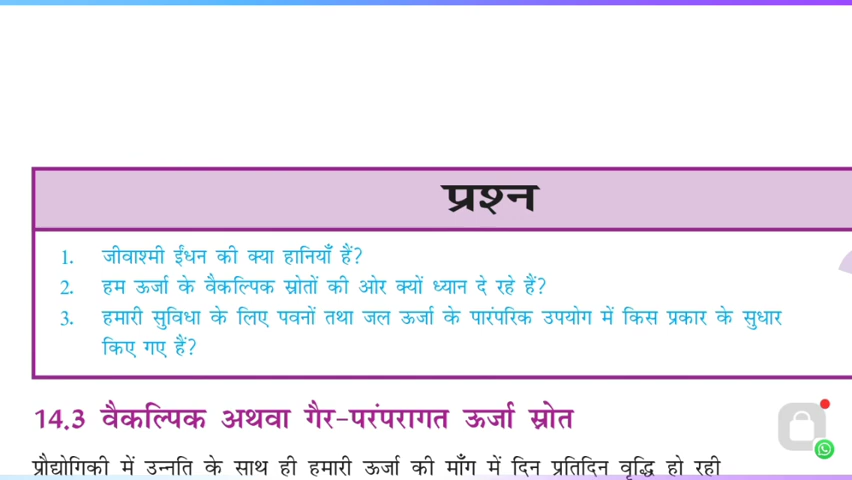 प्रश्न
1. जीवाश्मी ईंधन की क्या हानियाँ हैं?
2. हम ऊर्जा के वैकल्पिक स्रोतों की ओर क्यों ध्यान दे रहे हैं?
3. हमारी सुविधा के लिए पवनों तथा जल ऊर्जा के पारंपरिक उपयोग में किस प्रकार के सुधार
किए गए हैं?
14.3 वैकल्पिक अथवा गैर-परंपरागत ऊर्जा स्रोत
प्रौद्योगिकी में उन्नति के साथ ही हमारी ऊर्जा की माँग में दिन प्रतिदिन वृद्धि हो रही